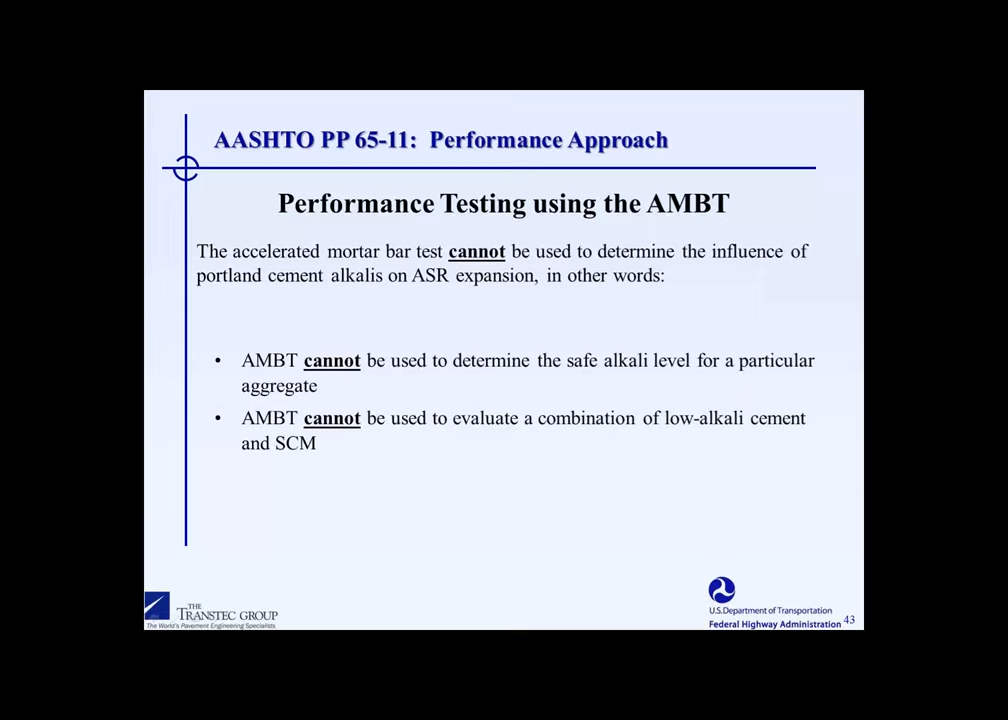 AASHTO PP 65-11: Performance Approach
Performance Testing using the AMBT
The accelerated mortar bar test cannot be used to determine the influence of
portland cement alkalis on ASR expansion, in other words:
• AMBT cannot be used to determine the safe alkali level for a particular
aggregate
• AMBT cannot be used to evaluate a combination of low-alkali cement
and SCM
THE
TRANSTEC GROUP
The World's Pavement Engineering Specialists
U.S.Department of Transportation
Federal Highway Administration
43